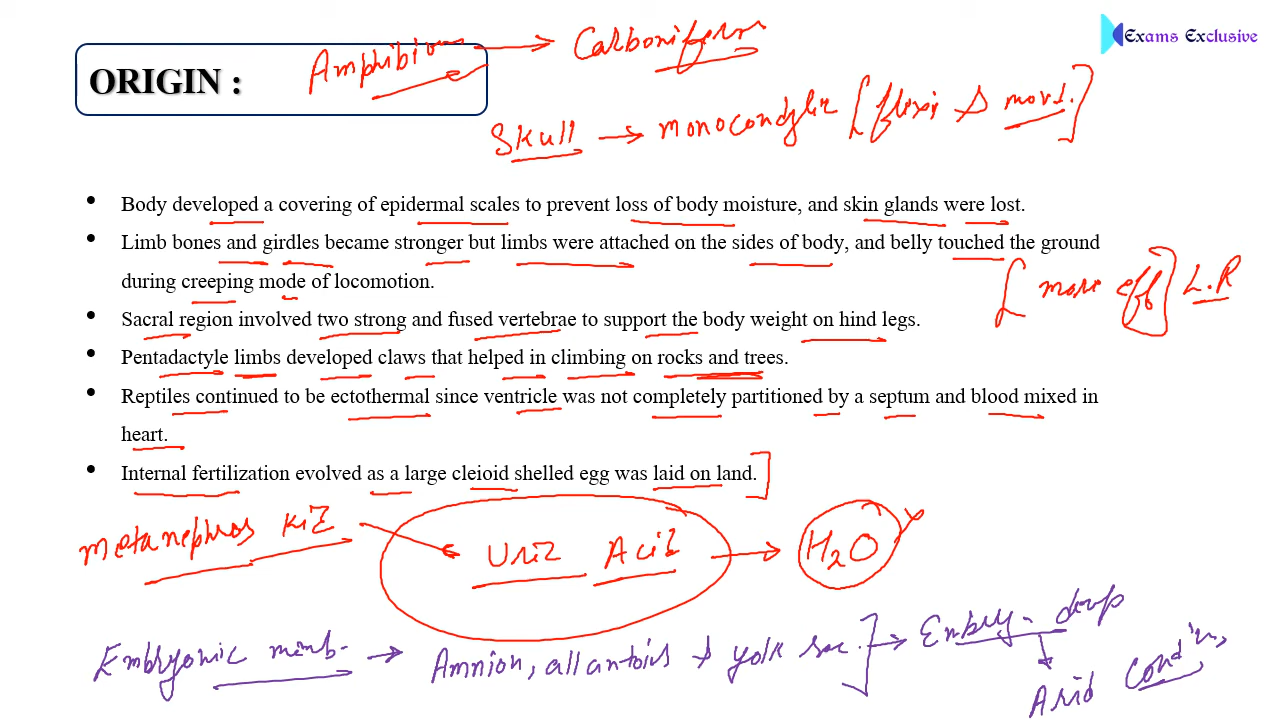 Exams Exclusive
Amphibian → Carboniferous
ORIGIN :
Skull → monocondylic [flexi & movt.]
• Body developed a covering of epidermal scales to prevent loss of body moisture, and skin glands were lost.
• Limb bones and girdles became stronger but limbs were attached on the sides of body, and belly touched the ground
during creeping mode of locomotion.
[more eff] L.R
• Sacral region involved two strong and fused vertebrae to support the body weight on hind legs.
• Pentadactyle limbs developed claws that helped in climbing on rocks and trees.
• Reptiles continued to be ectothermal since ventricle was not completely partitioned by a septum and blood mixed in
heart.
• Internal fertilization evolved as a large cleioid shelled egg was laid on land.]
metanephros → Acid → H2O
Embryonic memb. → Amnion, allantois & yolk sac.] → Embry.
Arid